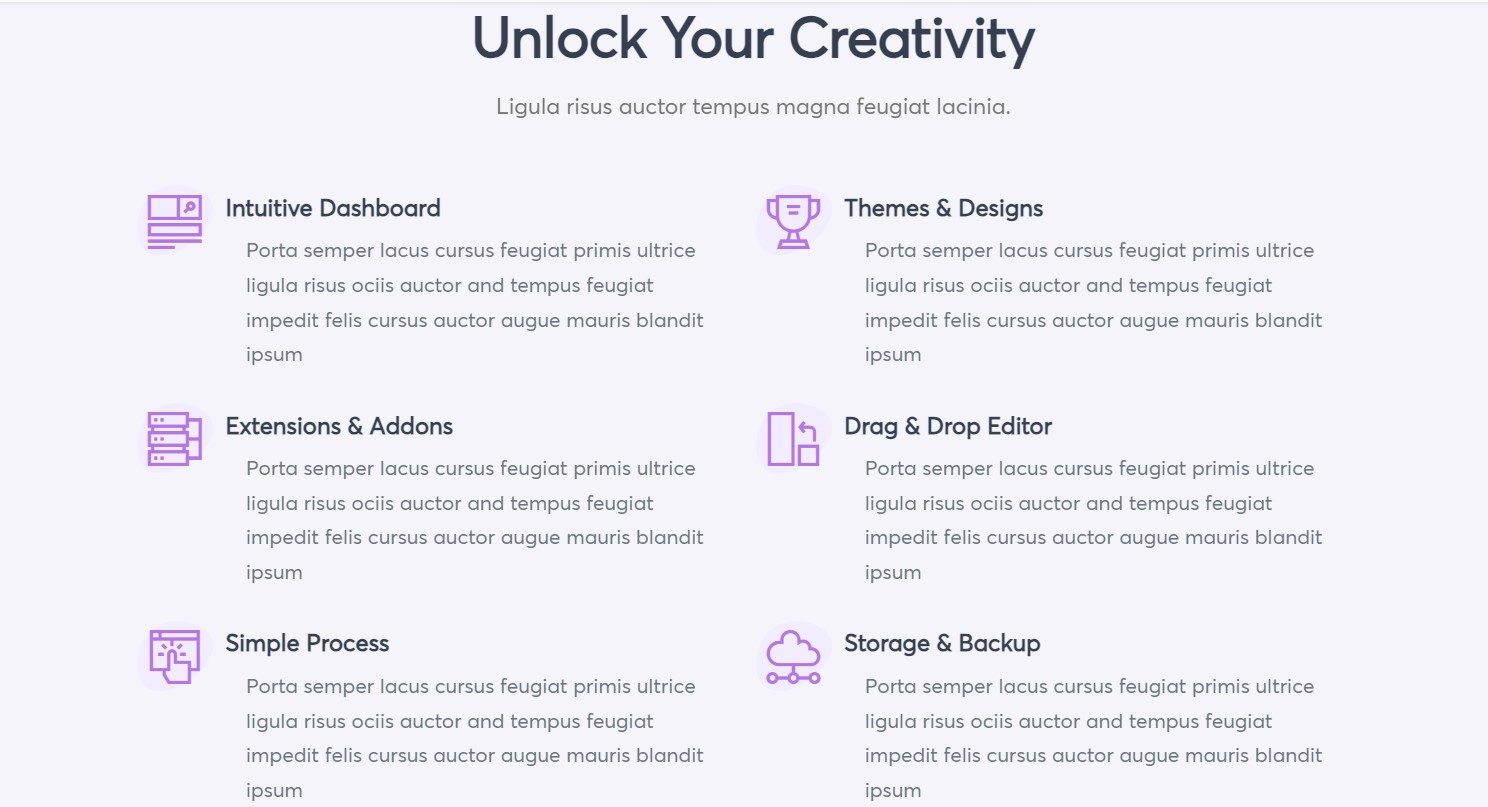 Unlock Your Creativity
Ligula risus auctor tempus magna feugiat lacinia.
Intuitive Dashboard
Porta semper lacus cursus feugiat primis ultrice
ligula risus ociis auctor and tempus feugiat
impedit felis cursus auctor augue mauris blandit
ipsum
Themes & Designs
Porta semper lacus cursus feugiat primis ultrice
ligula risus ociis auctor and tempus feugiat
impedit felis cursus auctor augue mauris blandit
ipsum
Extensions & Addons
Porta semper lacus cursus feugiat primis ultrice
ligula risus ociis auctor and tempus feugiat
impedit felis cursus auctor augue mauris blandit
ipsum
Drag & Drop Editor
Porta semper lacus cursus feugiat primis ultrice
ligula risus ociis auctor and tempus feugiat
impedit felis cursus auctor augue mauris blandit
ipsum
Simple Process
Porta semper lacus cursus feugiat primis ultrice
ligula risus ociis auctor and tempus feugiat
impedit felis cursus auctor augue mauris blandit
ipsum
Storage & Backup
Porta semper lacus cursus feugiat primis ultrice
ligula risus ociis auctor and tempus feugiat
impedit felis cursus auctor augue mauris blandit
ipsum